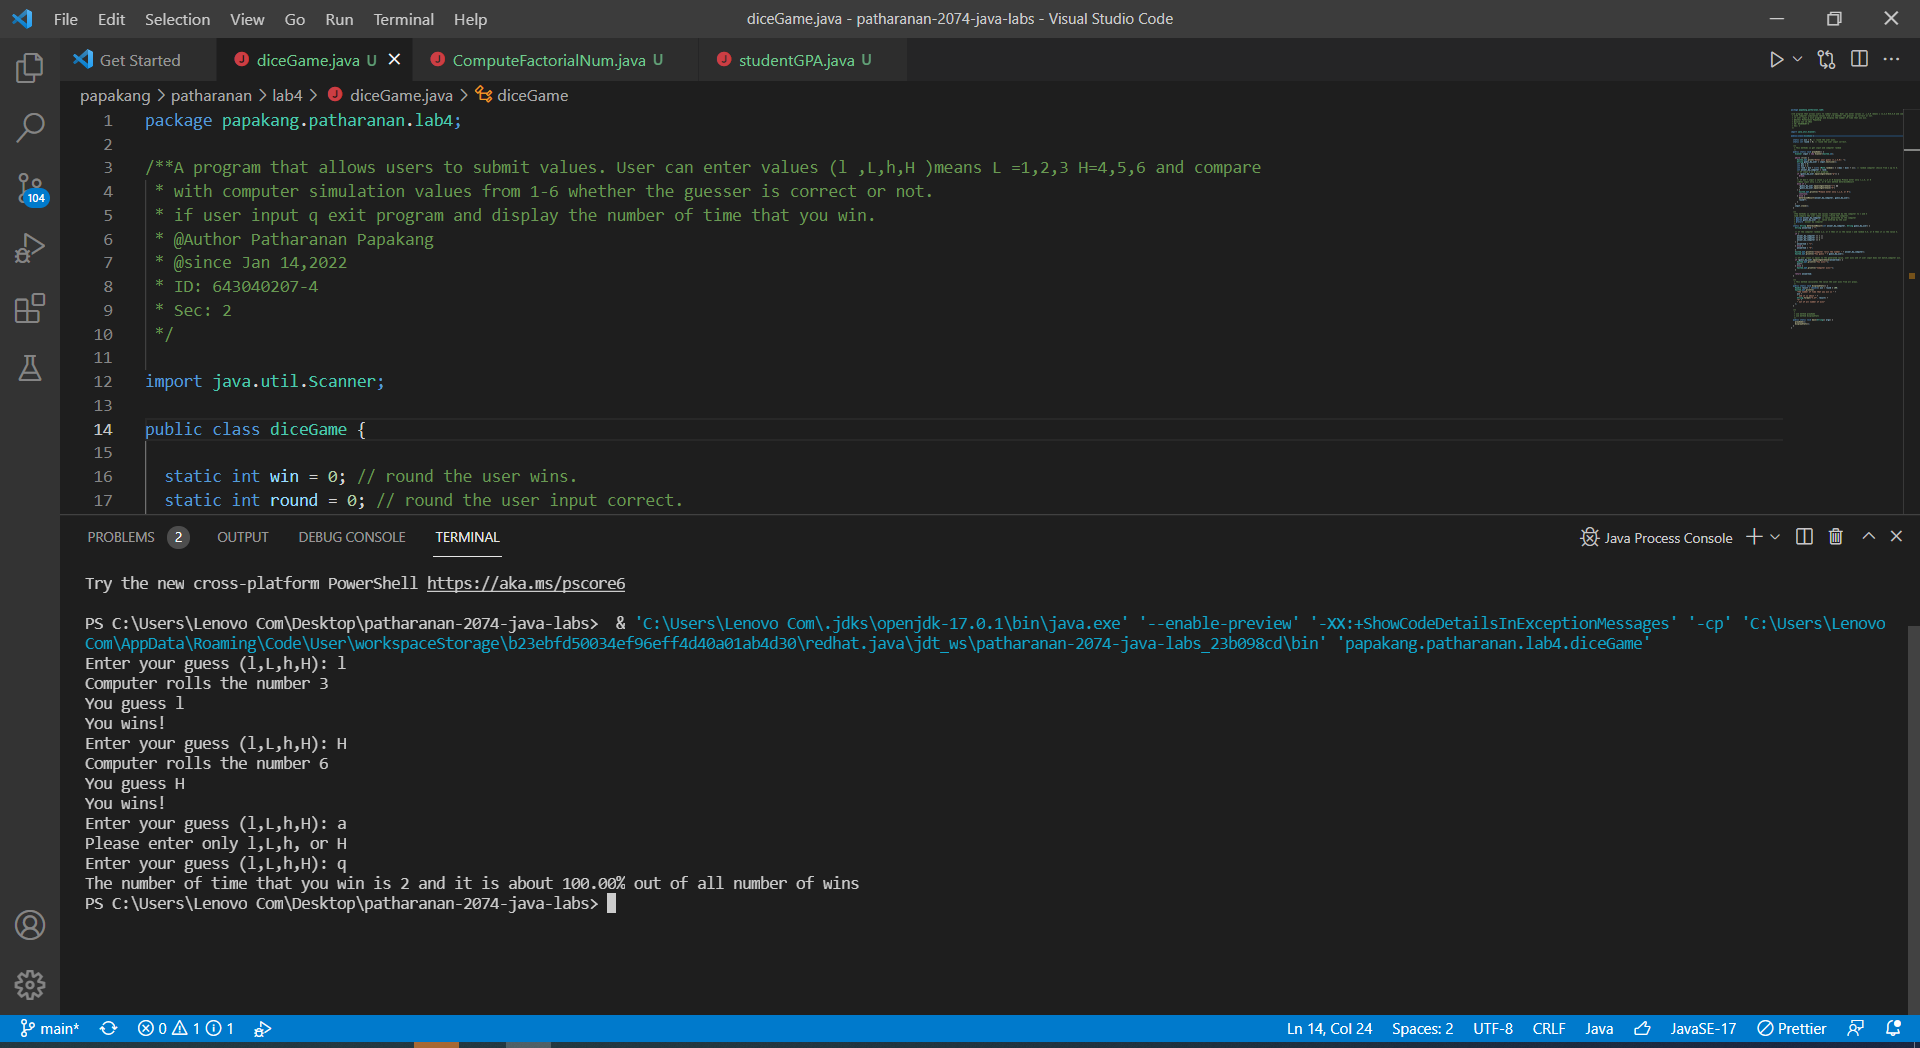 File Edit Selection View Go Run Terminal Help
diceGame.java - patharanan-2074-java-labs - Visual Studio Code
Get Started
diceGame.java U
ComputeFactorialNum.java U
studentGPA.java U
papakang > patharanan > lab4 > diceGame.java > diceGame
104
1 package papakang.patharanan.lab4;
2
3 /**A program that allows users to submit values. User can enter values (l ,L,h,H )means L =1,2,3 H=4,5,6 and compare
4 * with computer simulation values from 1-6 whether the guesser is correct or not.
5 * if user input q exit program and display the number of time that you win.
6 * @Author Patharanan Papakang
7 * @since Jan 14,2022
8 * ID: 643040207-4
9 * Sec: 2
10 */
11
12 import java.util.Scanner;
13
14 public class diceGame {
15
16 static int win = 0; // round the user wins.
17 static int round = 0; // round the user input correct.
PROBLEMS 2 OUTPUT DEBUG CONSOLE TERMINAL
Java Process Console
Try the new cross-platform PowerShell https://aka.ms/pscore6
PS C:\Users\Lenovo Com\Desktop\patharanan-2074-java-labs> & 'C:\Users\Lenovo Com\.jdks\openjdk-17.0.1\bin\java.exe' '--enable-preview' '-XX:+ShowCodeDetailsInExceptionMessages' '-cp' 'C:\Users\Lenovo
Com\AppData\Roaming\Code\User\workspaceStorage\b23ebfd50034ef96eff4d40a01ab4d30\redhat.java\jdt_ws\patharanan-2074-java-labs_23b098cd\bin' 'papakang.patharanan.lab4.diceGame'
Enter your guess (l,L,h,H): l
Computer rolls the number 3
You guess l
You wins!
Enter your guess (l,L,h,H): H
Computer rolls the number 6
You guess H
You wins!
Enter your guess (l,L,h,H): a
Please enter only l,L,h, or H
Enter your guess (l,L,h,H): q
The number of time that you win is 2 and it is about 100.00% out of all number of wins
PS C:\Users\Lenovo Com\Desktop\patharanan-2074-java-labs>
main* 0 1 1
Ln 14, Col 24 Spaces: 2 UTF-8 CRLF Java JavaSE-17 Prettier